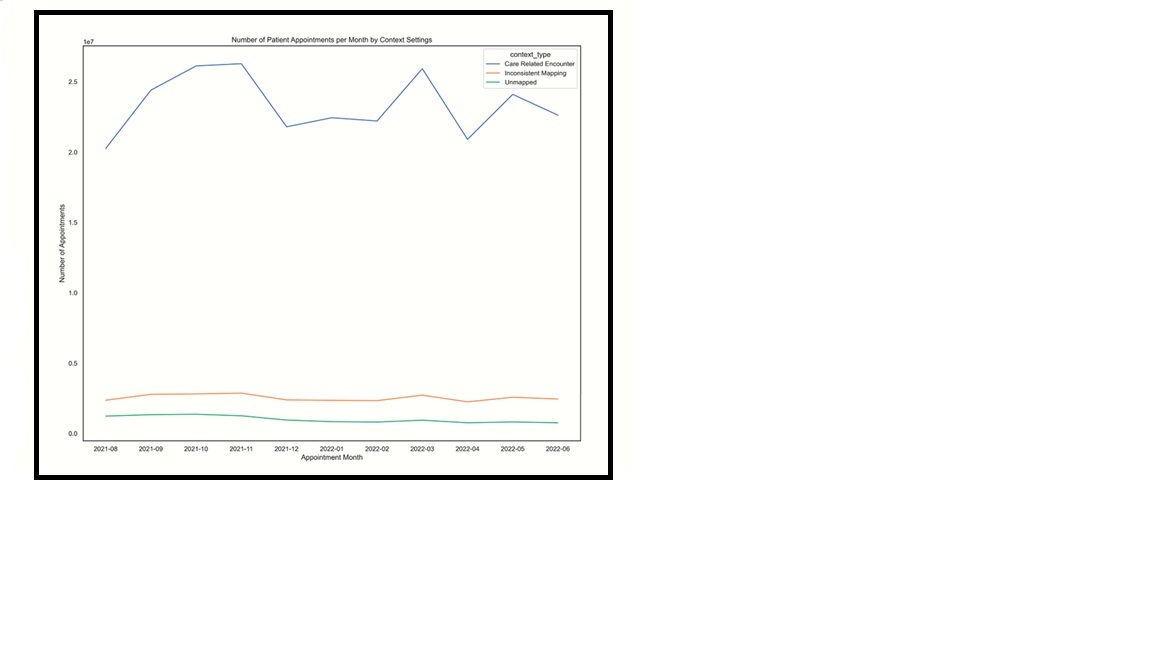 Number of Patient Appointments per Month by Context Settings
1e7
context_type
Care Related Encounter
Inconsistent Mapping
Unmapped
2.5
2.0
1.5
1.0
0.5
0.0
Number of Appointments
2021-08 2021-09 2021-10 2021-11 2021-12 2022-01 2022-02 2022-03 2022-04 2022-05 2022-06
Appointment Month